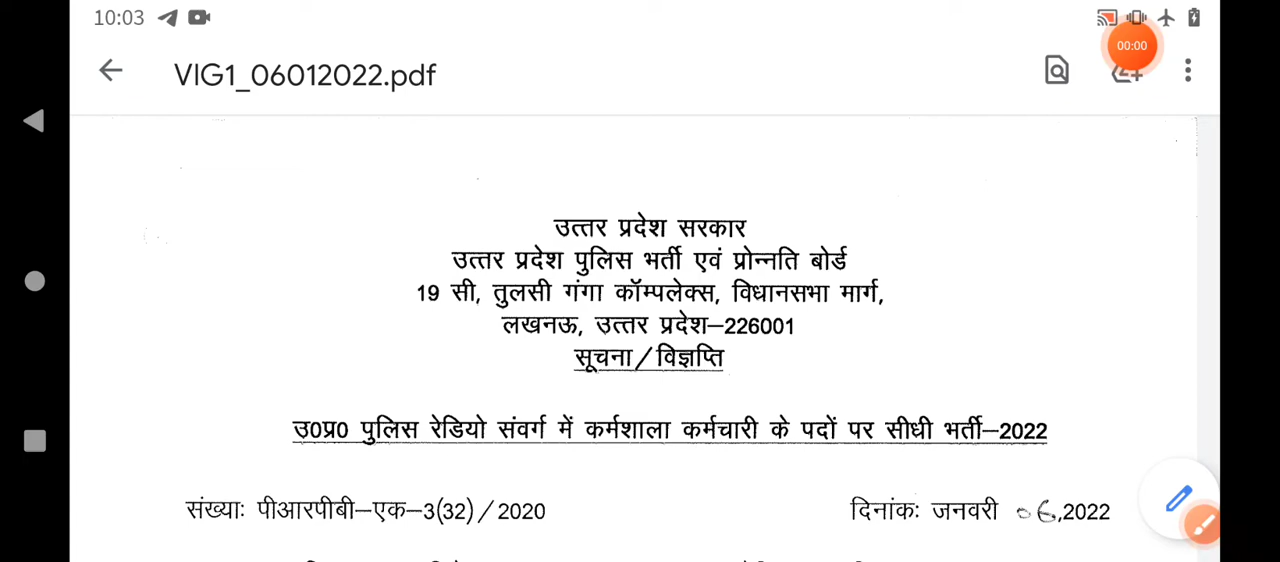 10:03
00:00
VIG1_06012022.pdf
उत्तर प्रदेश सरकार
उत्तर प्रदेश पुलिस भर्ती एवं प्रोन्नति बोर्ड
19 सी, तुलसी गंगा कॉम्पलेक्स, विधानसभा मार्ग,
लखनऊ, उत्तर प्रदेश–226001
सूचना/विज्ञप्ति
उ0प्र0 पुलिस रेडियो संवर्ग में कर्मशाला कर्मचारी के पदों पर सीधी भर्ती–2022
संख्याः पीआरपीबी–एक–3(32)/2020 दिनांकः जनवरी 06,2022